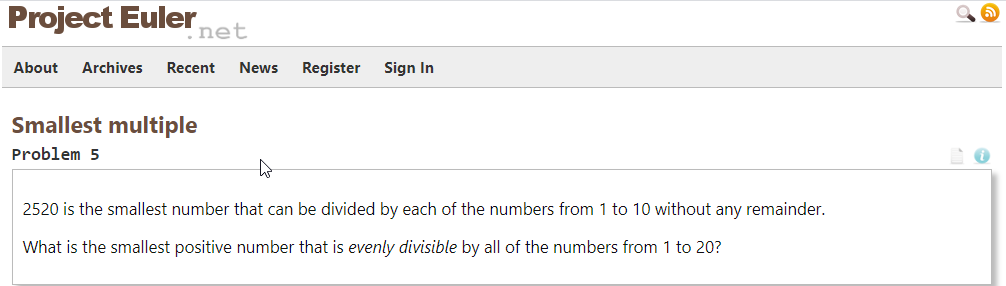 Project Euler
.net
About Archives Recent News Register Sign In
Smallest multiple
Problem 5
2520 is the smallest number that can be divided by each of the numbers from 1 to 10 without any remainder.
What is the smallest positive number that is evenly divisible by all of the numbers from 1 to 20?